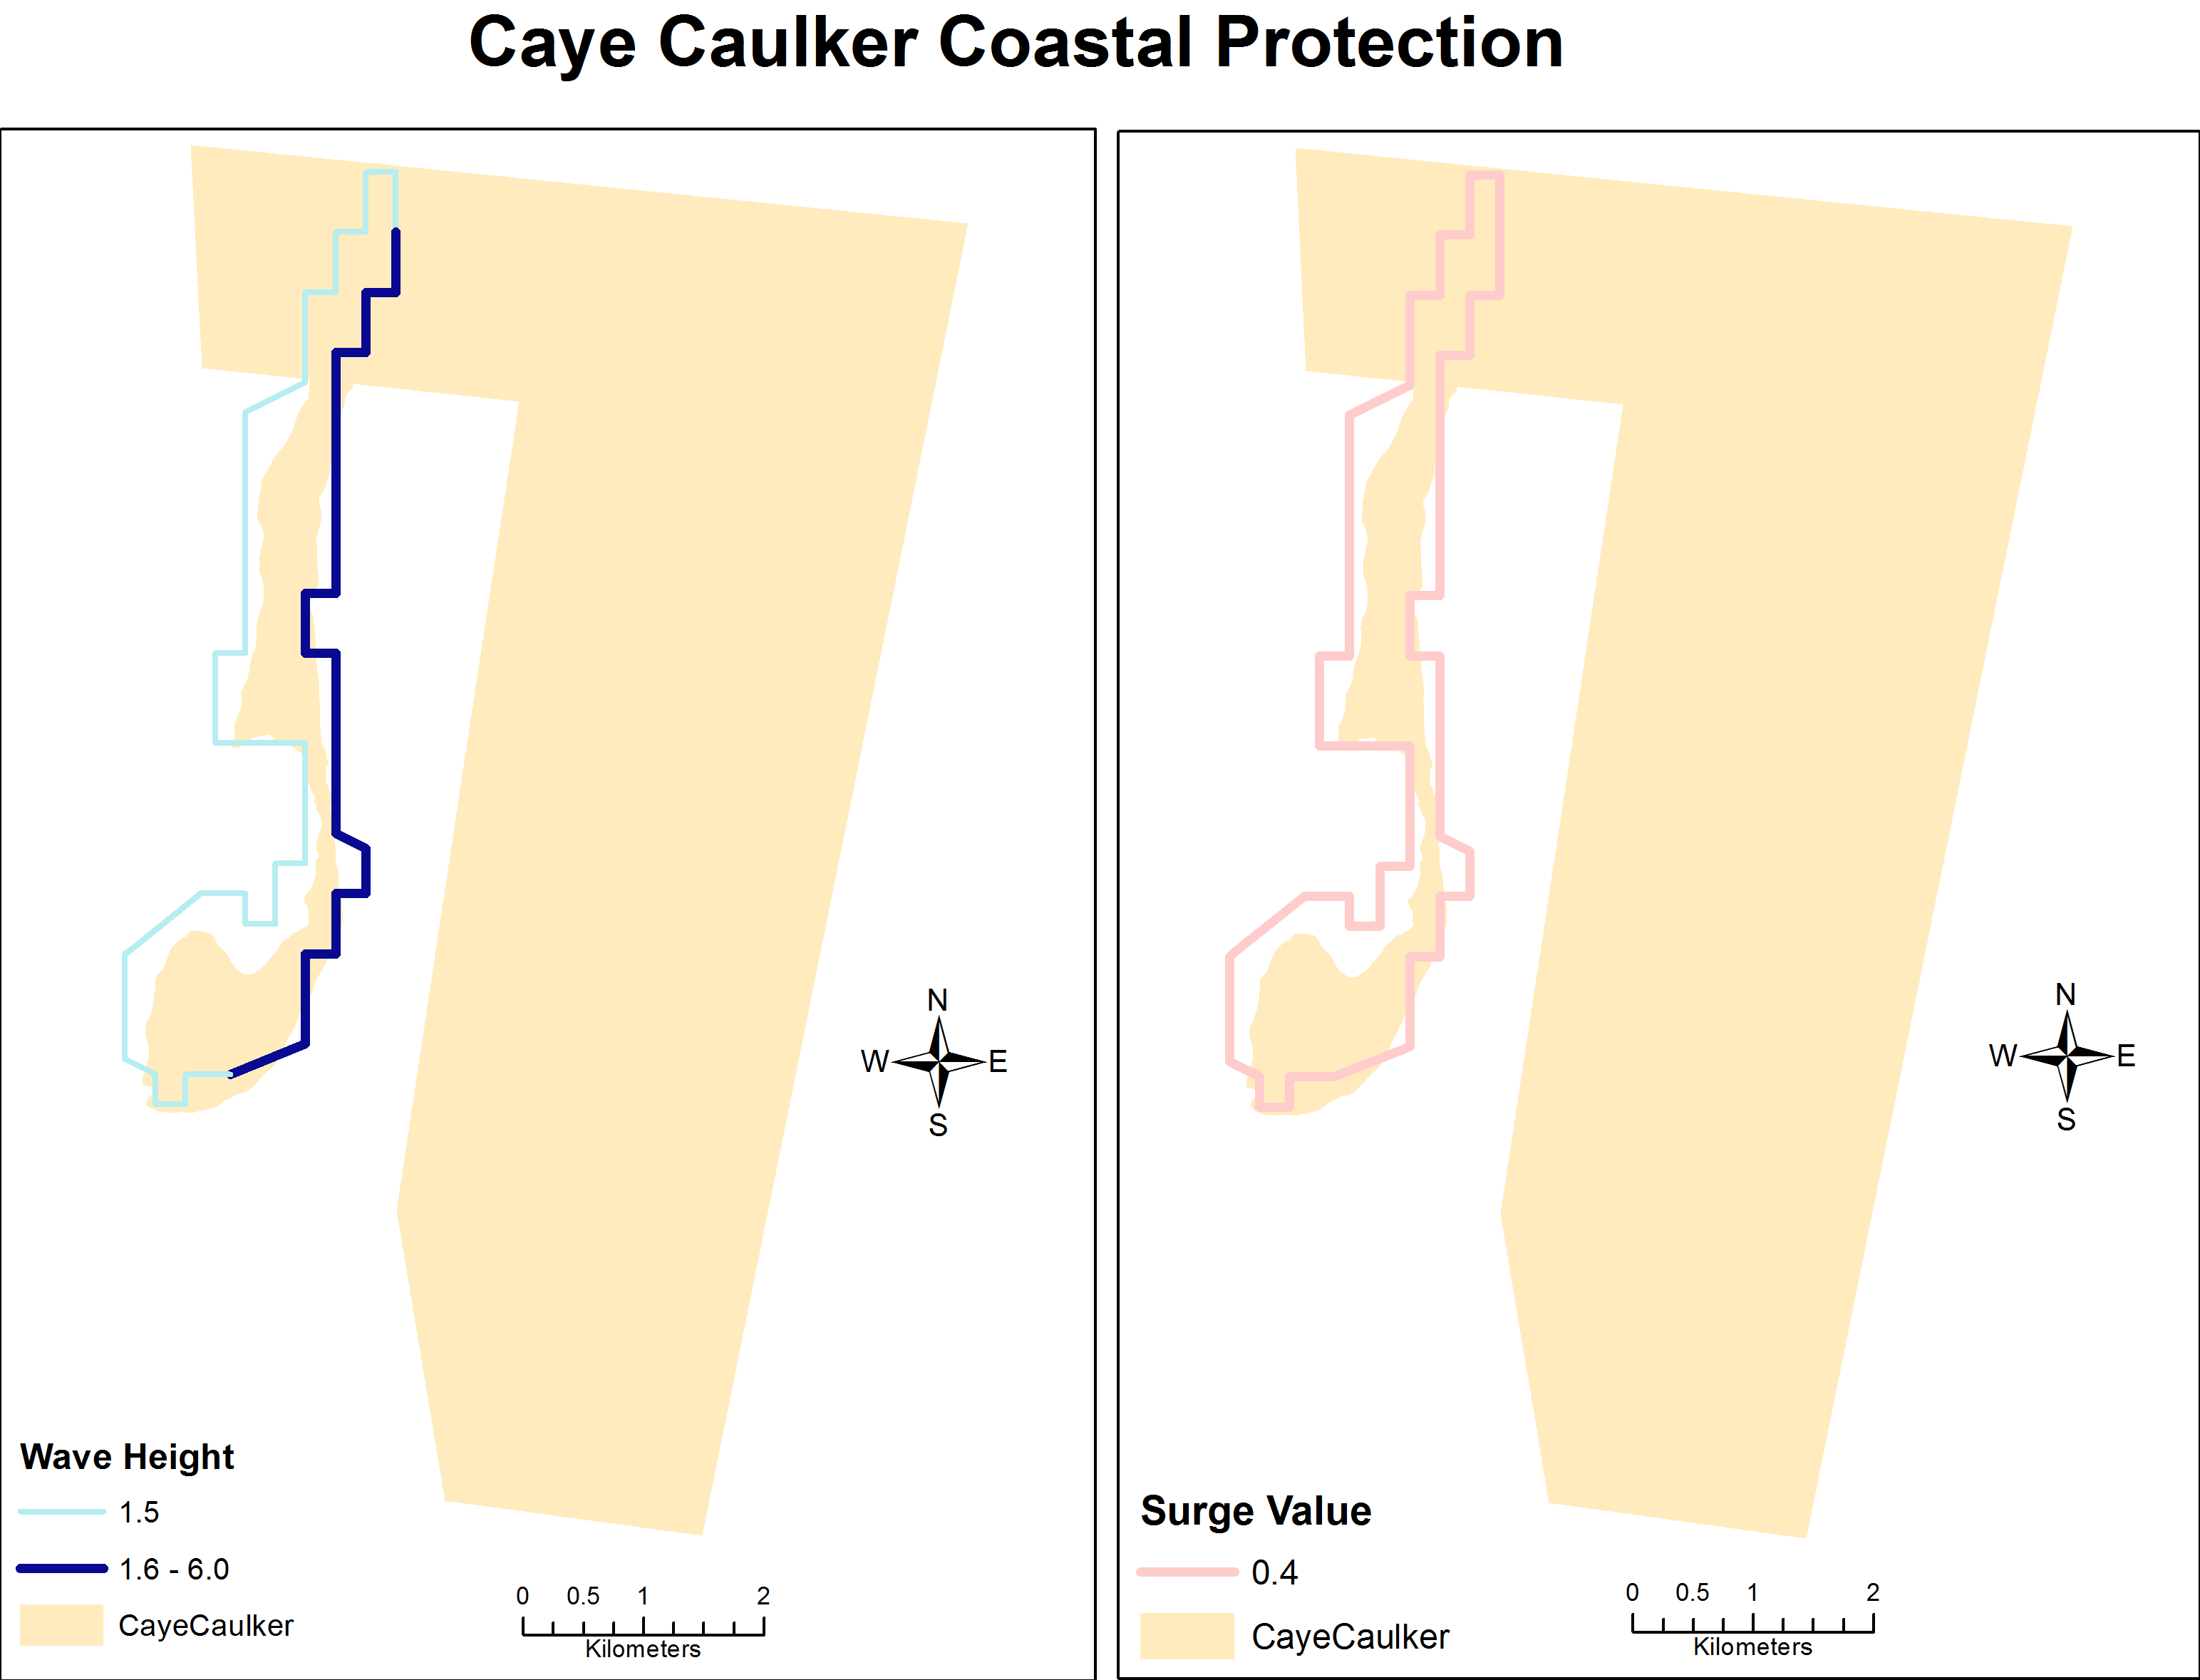 Caye Caulker Coastal Protection
N
W E
S
Wave Height
1.5
1.6 - 6.0
CayeCaulker
0 0.5 1 2
Kilometers
N
W E
S
Surge Value
0.4
CayeCaulker
0 0.5 1 2
Kilometers